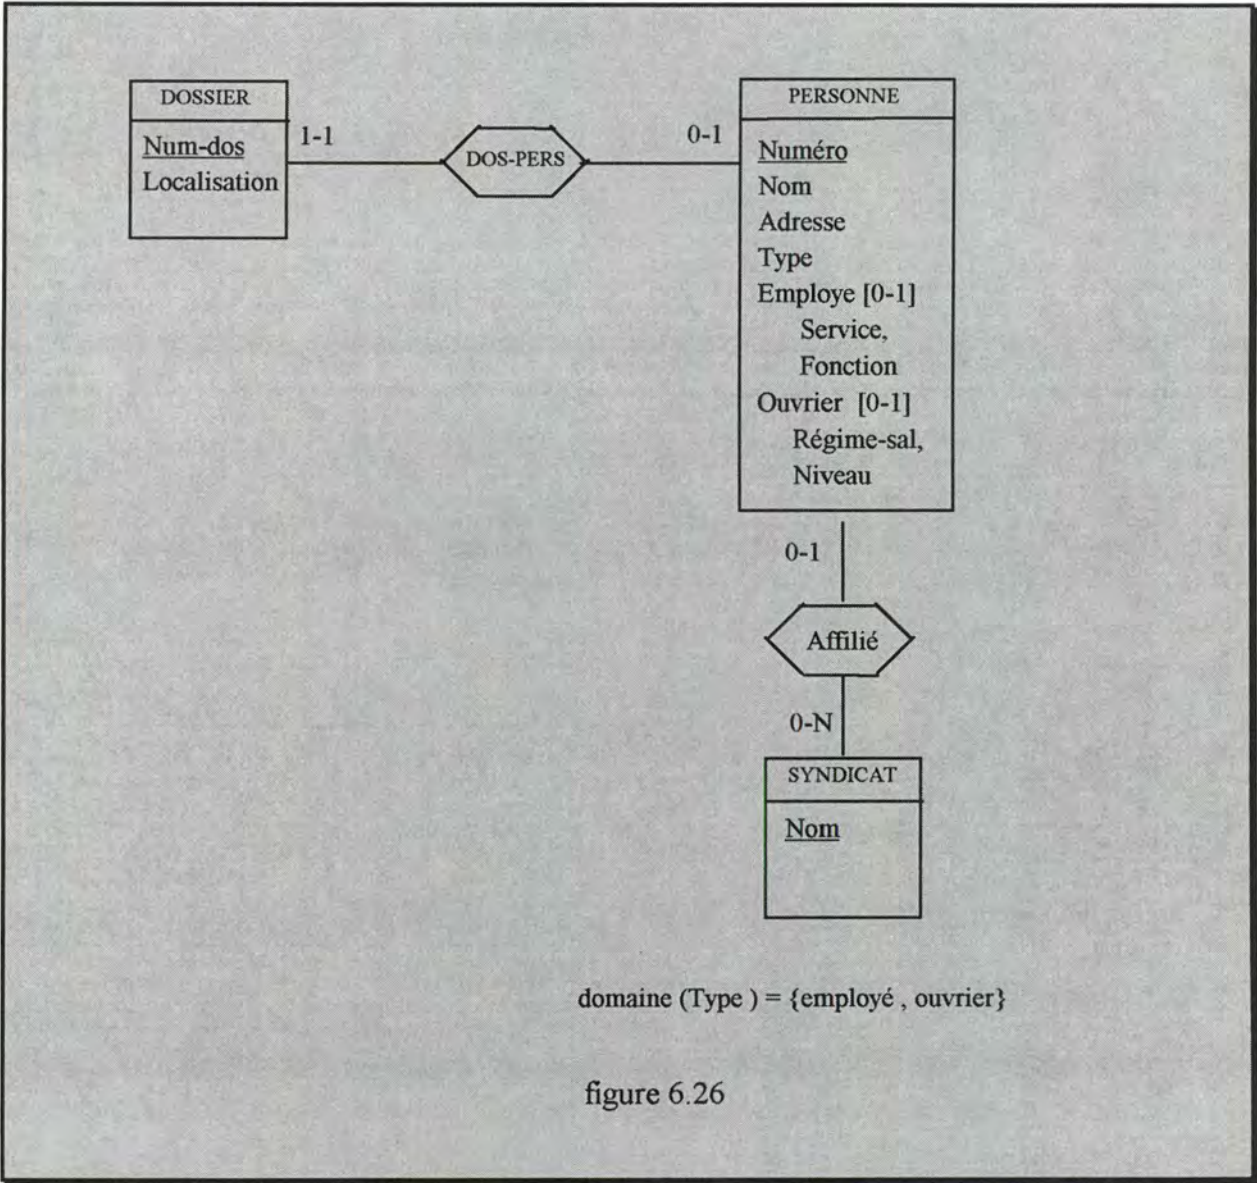 DOSSIER
Num-dos
Localisation
1-1
DOS-PERS
0-1
PERSONNE
Numéro
Nom
Adresse
Type
Employe [0-1]
Service,
Fonction
Ouvrier [0-1]
Régime-sal,
Niveau
0-1
Affilié
0-N
SYNDICAT
Nom
domaine (Type ) = {employé , ouvrier}
figure 6.26